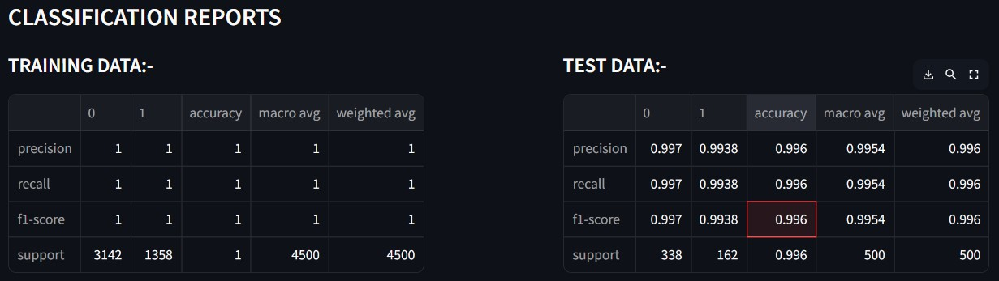 CLASSIFICATION REPORTS
TRAINING DATA:-
0 1 accuracy macro avg weighted avg
precision 1 1 1 1 1
recall 1 1 1 1 1
f1-score 1 1 1 1 1
support 3142 1358 1 4500 4500
TEST DATA:-
0 1 accuracy macro avg weighted avg
precision 0.997 0.9938 0.996 0.9954 0.996
recall 0.997 0.9938 0.996 0.9954 0.996
f1-score 0.997 0.9938 0.996 0.9954 0.996
support 338 162 0.996 500 500